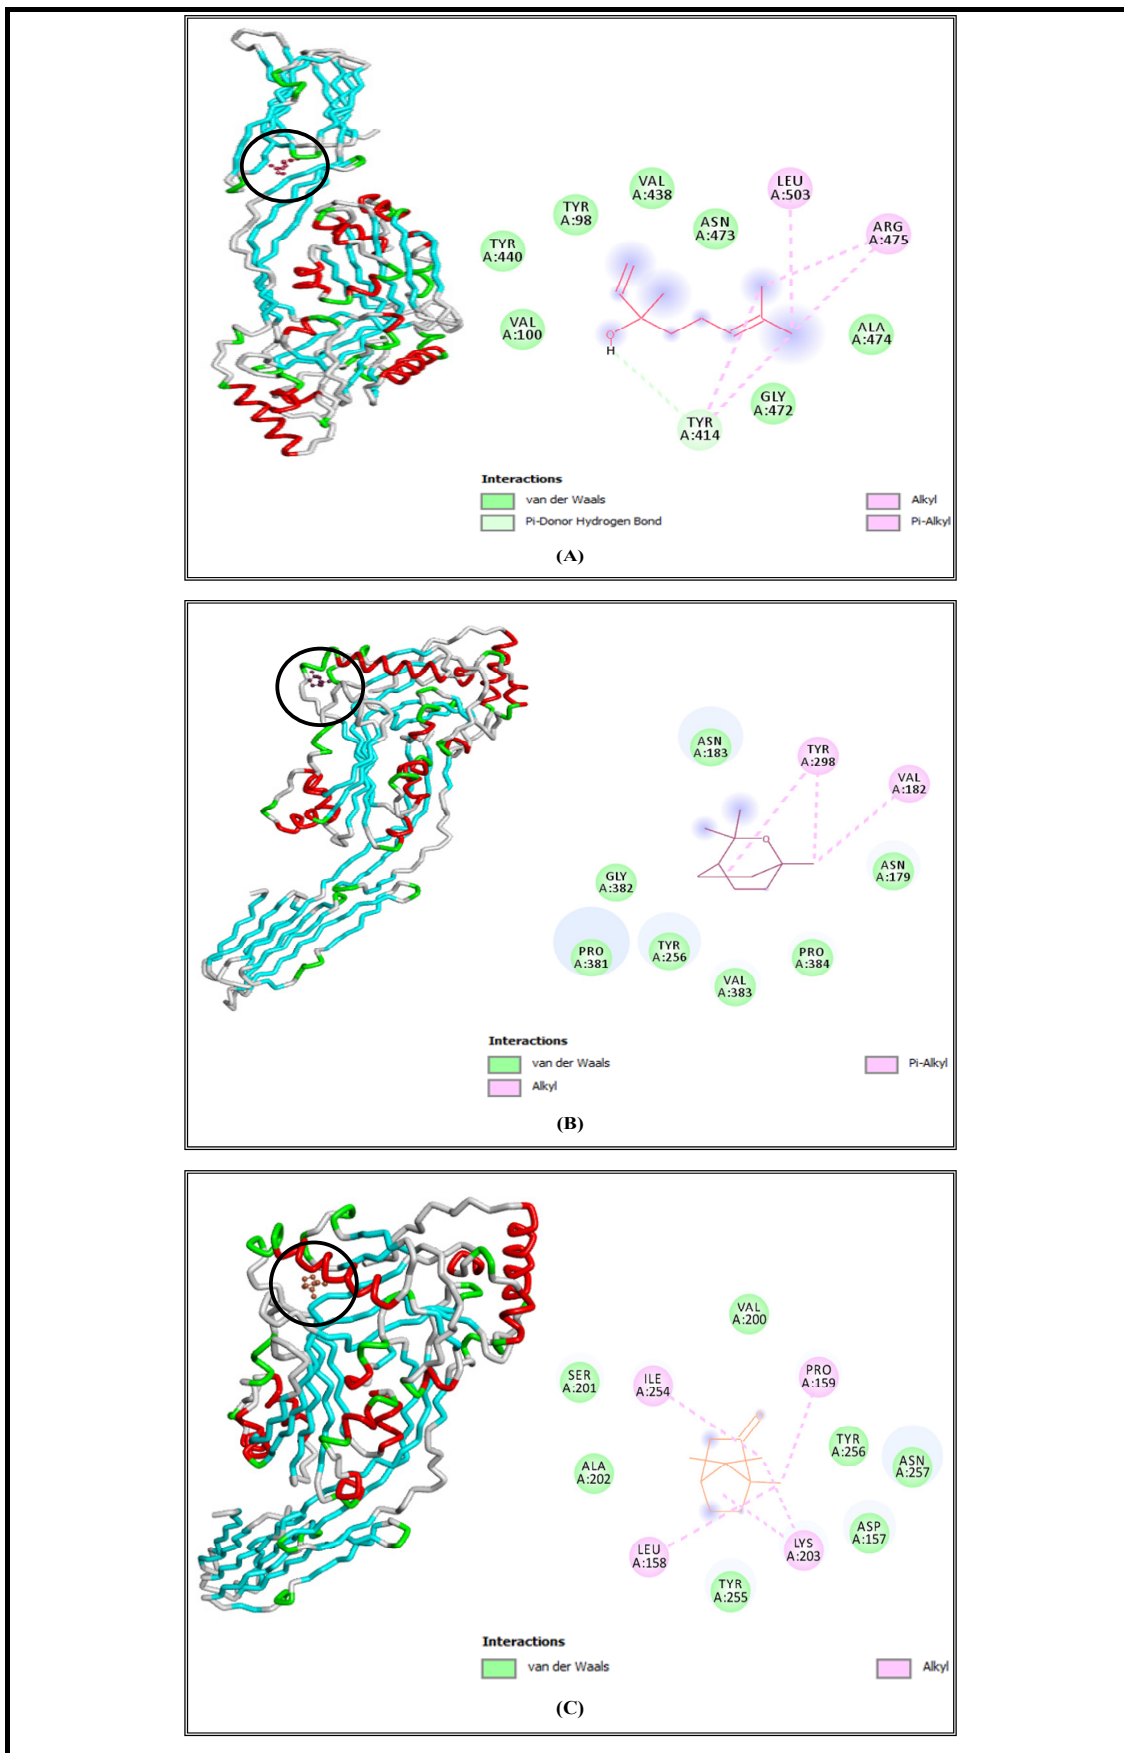 VAL
A:438
LEU
A:503
TYR
A:98
ASN
A:473
ARG
A:475
TYR
A:440
VAL
A:100
ALA
A:474
O
H
GLY
A:472
TYR
A:414
Interactions
van der Waals
Alkyl
Pi-Donor Hydrogen Bond
Pi-Alkyl
(A)
ASN
A:183
TYR
A:298
VAL
A:182
O
GLY
A:382
ASN
A:179
PRO
A:381
TYR
A:256
PRO
A:384
VAL
A:383
Interactions
van der Waals
Pi-Alkyl
Alkyl
(B)
VAL
A:200
SER
A:201
ILE
A:254
PRO
A:159
TYR
A:256
ASN
A:257
ALA
A:202
ASP
A:157
LEU
A:158
LYS
A:203
TYR
A:255
Interactions
van der Waals
Alkyl
(C)